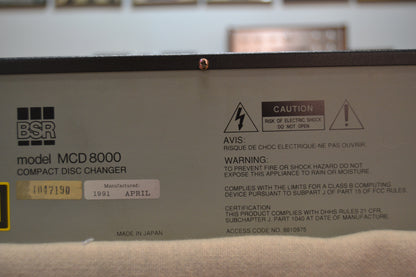 BSR
model MCD 8000
COMPACT DISC CHANGER
1H47190
Manufactured:
1991 APRIL
MADE IN JAPAN
CAUTION
RISK OF ELECTRIC SHOCK
DO NOT OPEN
AVIS:
RISQUE DE CHOC ELECTRIQUE-NE PAS OUVRIR.
WARNING:
TO PREVENT FIRE OR SHOCK HAZARD DO NOT
EXPOSE THIS APPLIANCE TO RAIN OR MOISTURE.
COMPLIES WITH THE LIMITS FOR A CLASS B COMPUTING
DEVICE PURSUANT TO SUBPART J OF PART 15 OF FCC RULES.
CERTIFICATION
THIS PRODUCT COMPLIES WITH DHHS RULES 21 CFR,
SUBCHAPTER J. PART 1040 AT DATE OF MANUFACTURE.
ACCESS CODE NO. 8810975